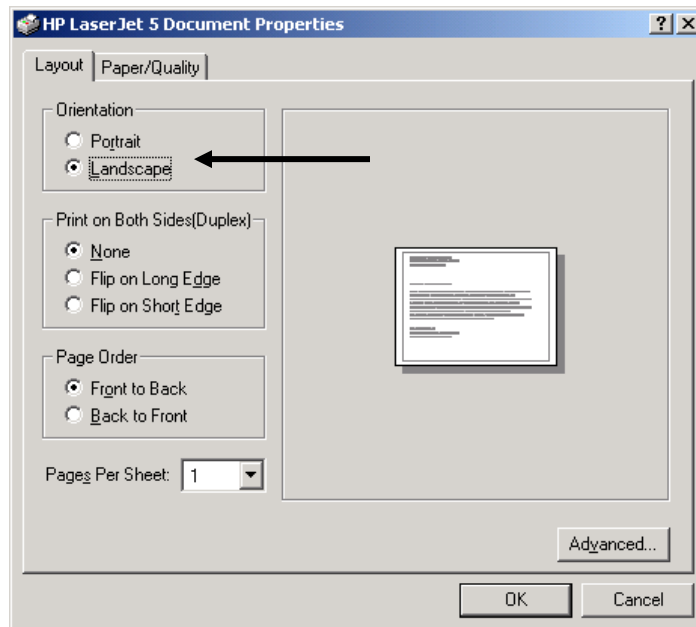 HP LaserJet 5 Document Properties
Layout
Paper/Quality
Orientation
Portrait
Landscape
Print on Both Sides(Duplex)
None
Flip on Long Edge
Flip on Short Edge
Page Order
Front to Back
Back to Front
Pages Per Sheet: 1
Advanced...
OK
Cancel